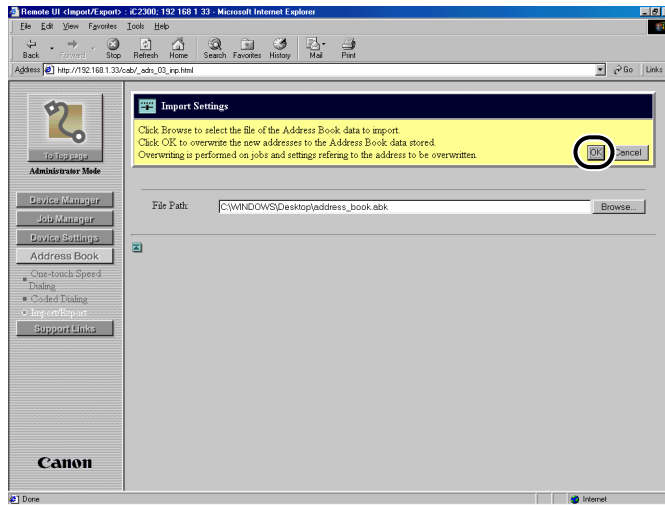 Remote UI <Import/Export> : iC2300; 192 168 1 33 - Microsoft Internet Explorer
File Edit View Favorites Tools Help
Back Forward Stop Refresh Home Search Favorites History Mail Print
Address http://192.168.1.33/cab/_adrs_03_inp.html Go Links
To Top page
Administrator Mode
Device Manager
Job Manager
Device Settings
Address Book
One-touch Speed
Dialing
Coded Dialing
Import/Export
Support Links
Canon
Import Settings
Click Browse to select the file of the Address Book data to import.
Click OK to overwrite the new addresses to the Address Book data stored.
Overwriting is performed on jobs and settings refering to the address to be overwritten.
OK Cancel
File Path: C:\WINDOWS\Desktop\address_book.abk Browse...
Done Internet